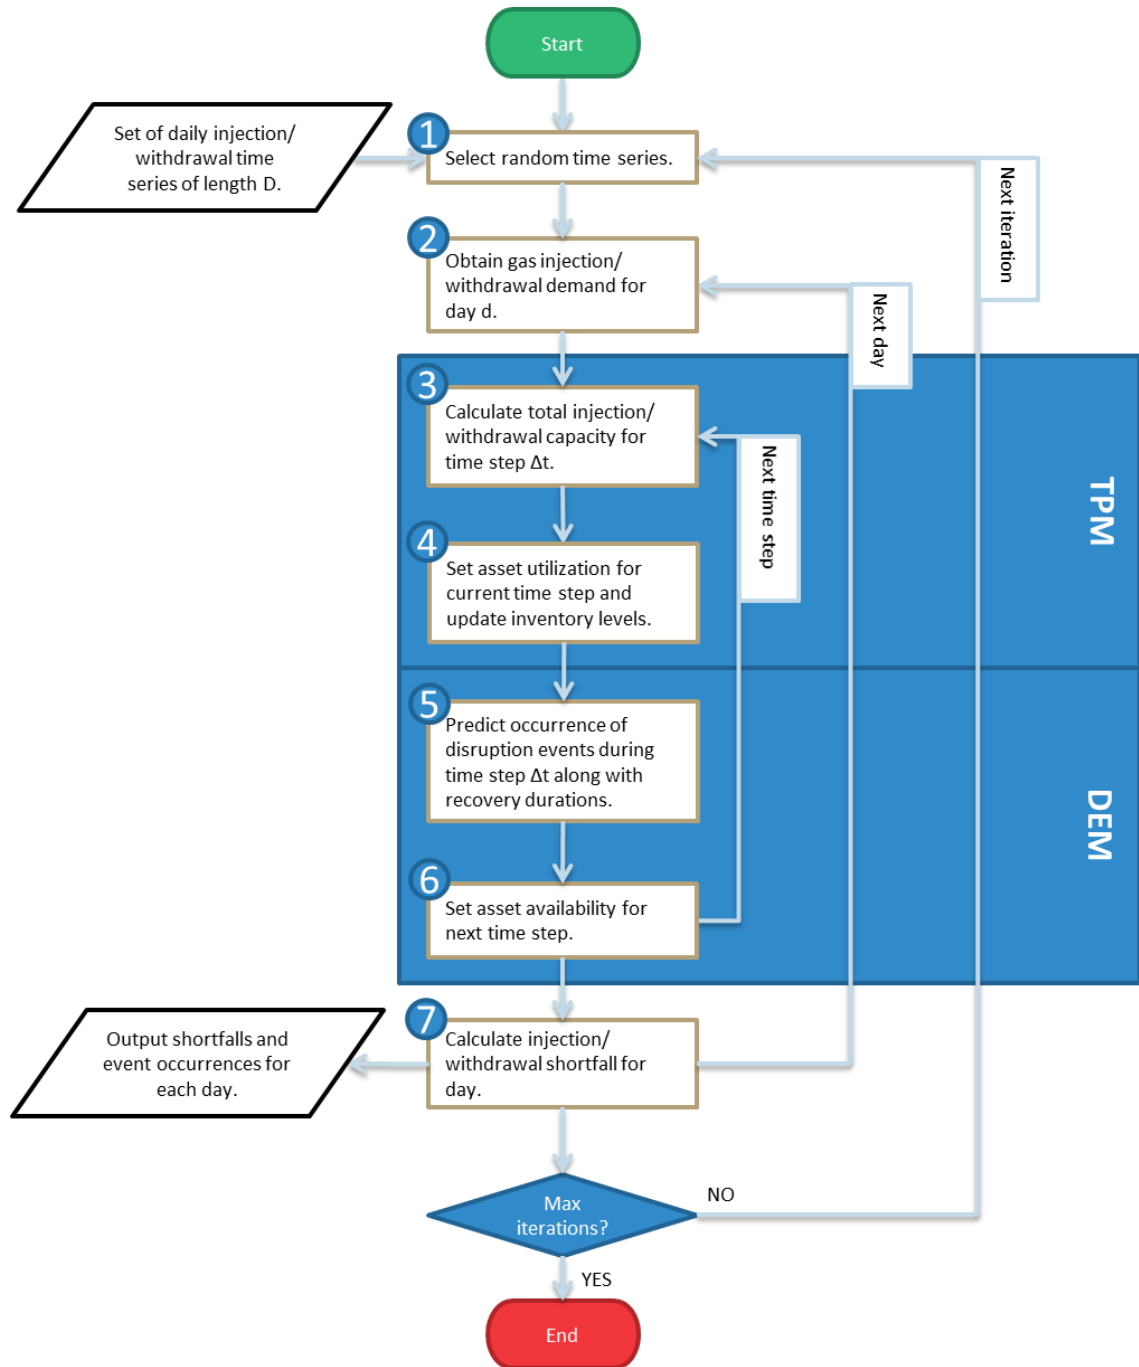 Start
Set of daily injection/
withdrawal time
series of length D.
1
Select random time series.
Next iteration
2
Obtain gas injection/
withdrawal demand for
day d.
Next day
3
Calculate total injection/
withdrawal capacity for
time step Δt.
Next time step
TPM
4
Set asset utilization for
current time step and
update inventory levels.
5
Predict occurrence of
disruption events during
time step Δt along with
recovery durations.
DEM
6
Set asset availability for
next time step.
7
Calculate injection/
withdrawal shortfall for
day.
Output shortfalls and
event occurrences for
each day.
Max
iterations?
NO
YES
End